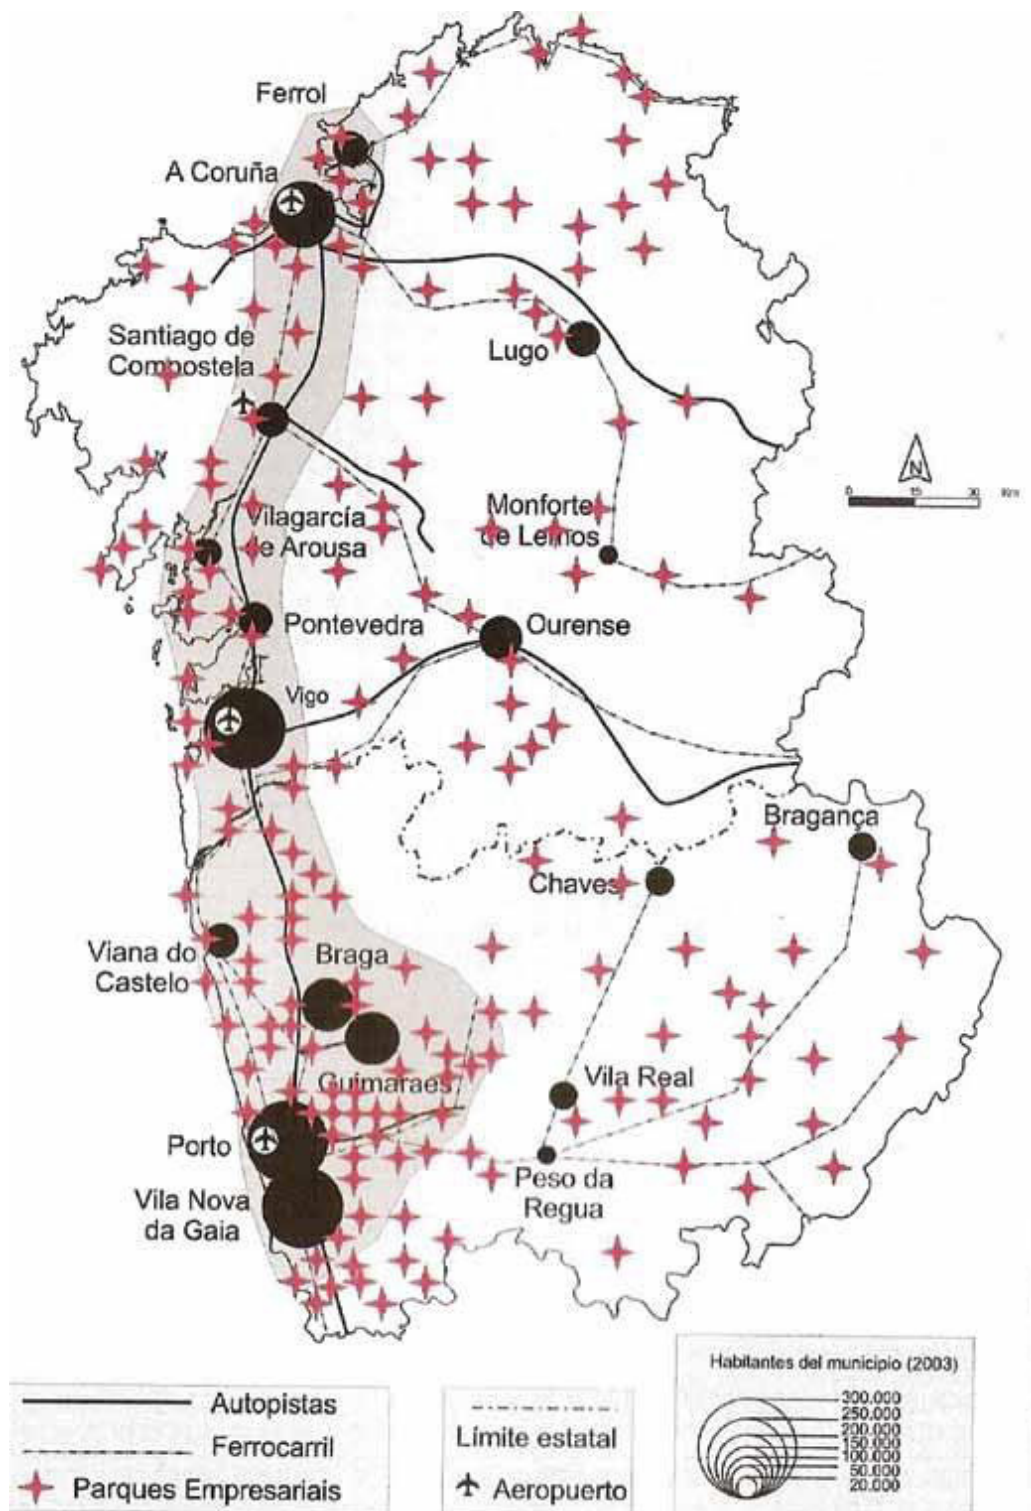 Ferrol
A Coruña
Santiago de
Compostela
Lugo
N
0 15 30 Km
Monforte
de Lemos
Vilagarcía
de Arousa
Pontevedra
Ourense
Vigo
Bragança
Chaves
Viana do
Castelo
Braga
Guimaraes
Vila Real
Porto
Peso da
Regua
Vila Nova
da Gaia
Autopistas
Ferrocarril
Parques Empresariais
Límite estatal
Aeropuerto
Habitantes del municipio (2003)
300.000
250.000
200.000
150.000
100.000
50.000
20.000